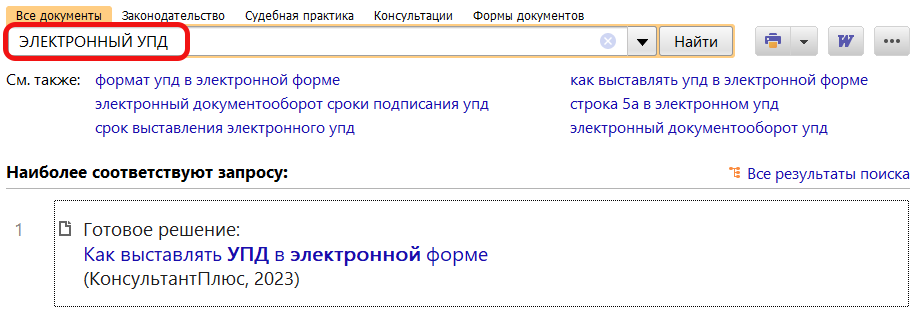 Все документы Законодательство Судебная практика Консультации Формы документов
ЭЛЕКТРОННЫЙ УПД Найти W
См. также: формат упд в электронной форме как выставлять упд в электронной форме
электронный документооборот сроки подписания упд строка 5а в электронном упд
срок выставления электронного упд электронный документооборот упд
Наиболее соответствуют запросу: Все результаты поиска
1 Готовое решение:
Как выставлять УПД в электронной форме
(КонсультантПлюс, 2023)